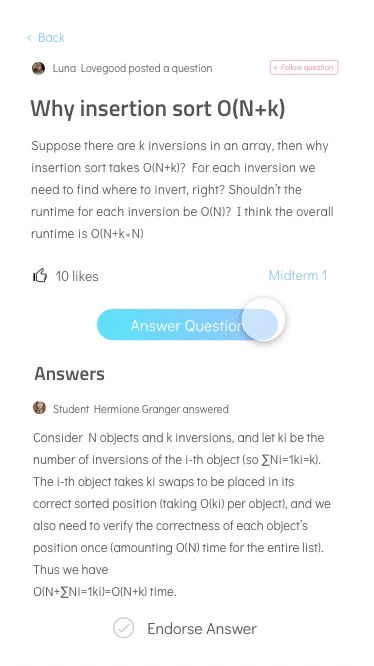 < Back
Luna Lovegood posted a question
+ Follow question
Why insertion sort O(N+k)
Suppose there are k inversions in an array, then why
insertion sort takes O(N+k)? For each inversion we
need to find where to invert, right? Shouldn't the
runtime for each inversion be O(N)? I think the overall
runtime is O(N+k*N)
10 likes
Midterm 1
Answer Question
Answers
Student Hermione Granger answered
Consider N objects and k inversions, and let ki be the
number of inversions of the i-th object (so ∑Ni=1ki=k).
The i-th object takes ki swaps to be placed in its
correct sorted position (taking O(ki) per object), and we
also need to verify the correctness of each object's
position once (amounting O(N) time for the entire list).
Thus we have
O(N+∑Ni=1ki)=O(N+k) time.
Endorse Answer